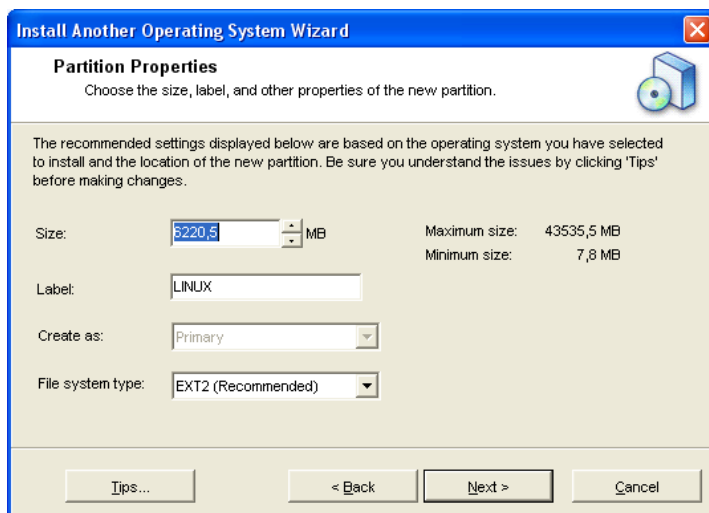 Install Another Operating System Wizard
Partition Properties
Choose the size, label, and other properties of the new partition.
The recommended settings displayed below are based on the operating system you have selected
to install and the location of the new partition. Be sure you understand the issues by clicking 'Tips'
before making changes.
Size: 6220,5 MB Maximum size: 43535,5 MB
Minimum size: 7,8 MB
Label: LINUX
Create as: Primary
File system type: EXT2 (Recommended)
Tips... < Back Next > Cancel